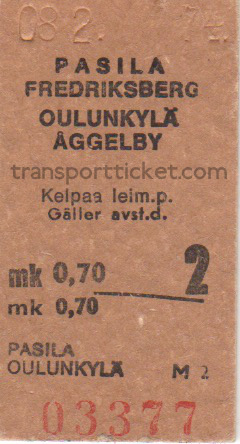 08 2. 74.
PASILA
FREDRIKSBERG
OULUNKYLÄ
ÅGGELBY
transportticket.com
Kelpaa leim.p.
Gäller avst.d.
mk 0,70 2
mk 0,70
PASILA
OULUNKYLÄ M 2
03377